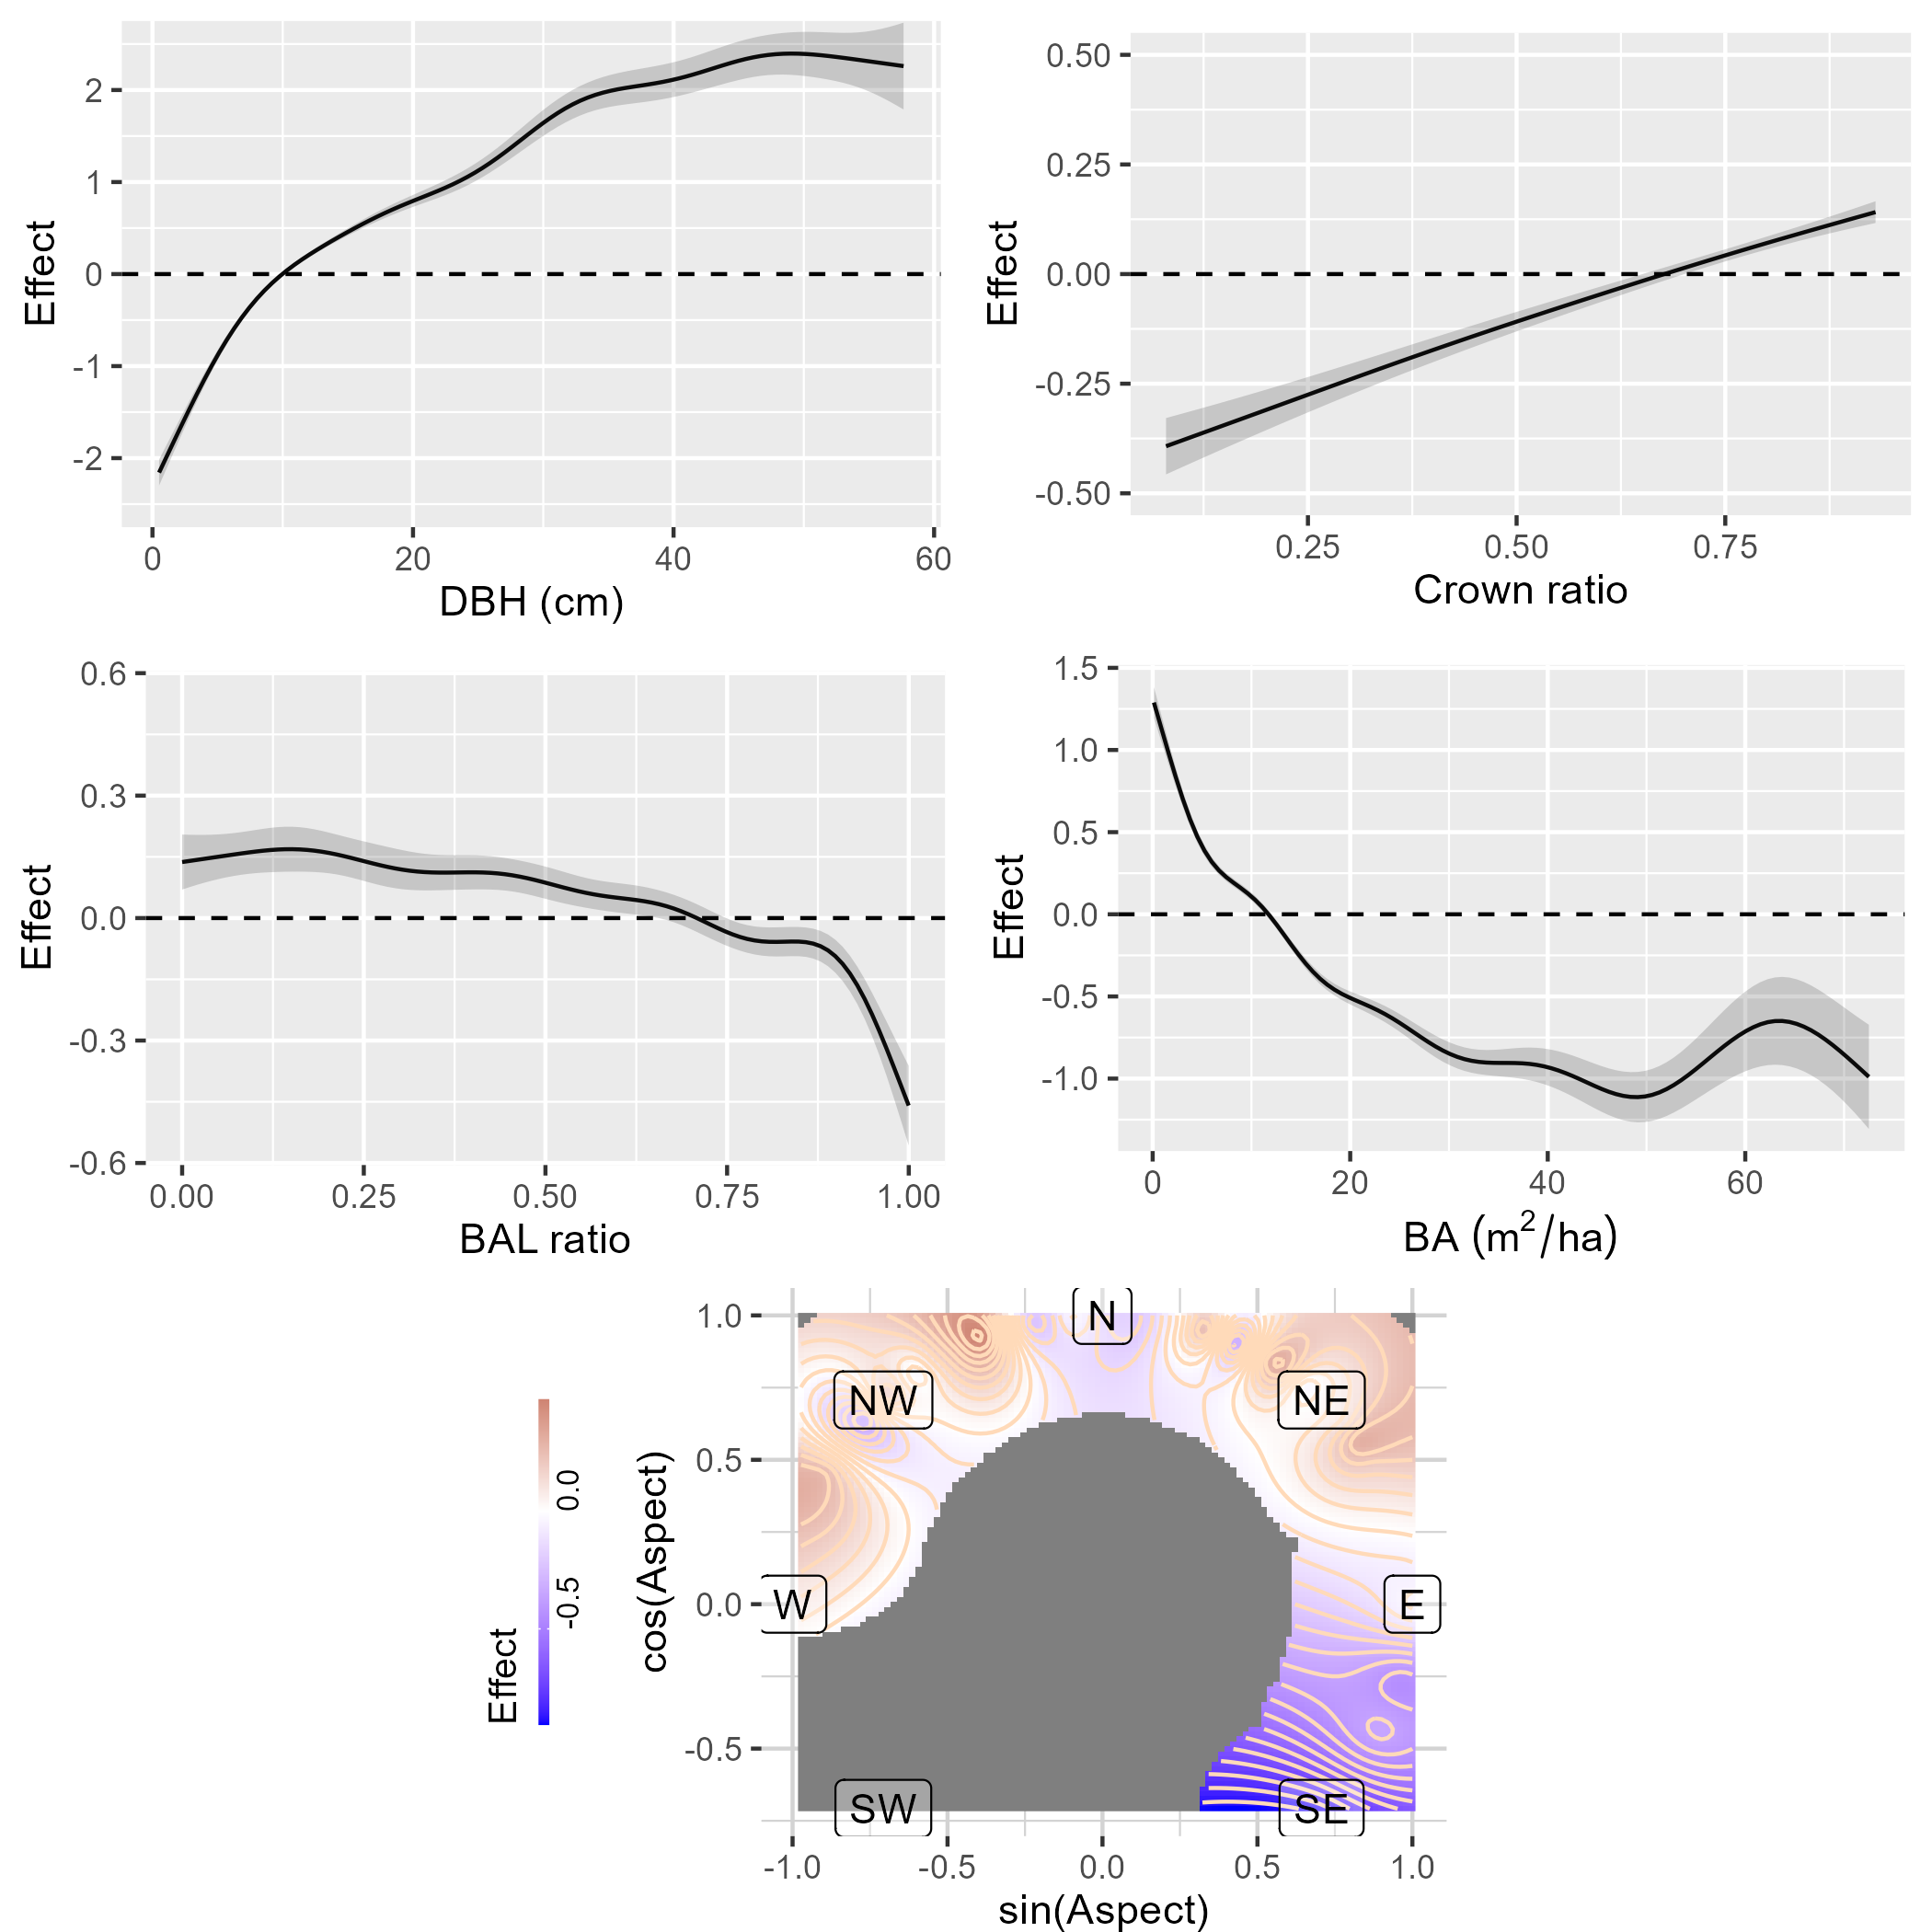 Effect
2
1
0
-1
-2
0 20 40 60
DBH (cm)
Effect
0.50
0.25
0.00
-0.25
-0.50
0.25 0.50 0.75
Crown ratio
Effect
0.6
0.3
0.0
-0.3
-0.6
0.00 0.25 0.50 0.75 1.00
BAL ratio
Effect
1.5
1.0
0.5
0.0
-0.5
-1.0
0 20 40 60
BA (m²/ha)
Effect
0.0
-0.5
cos(Aspect)
1.0
0.5
0.0
-0.5
N
NW NE
W E
SW SE
-1.0 -0.5 0.0 0.5 1.0
sin(Aspect)